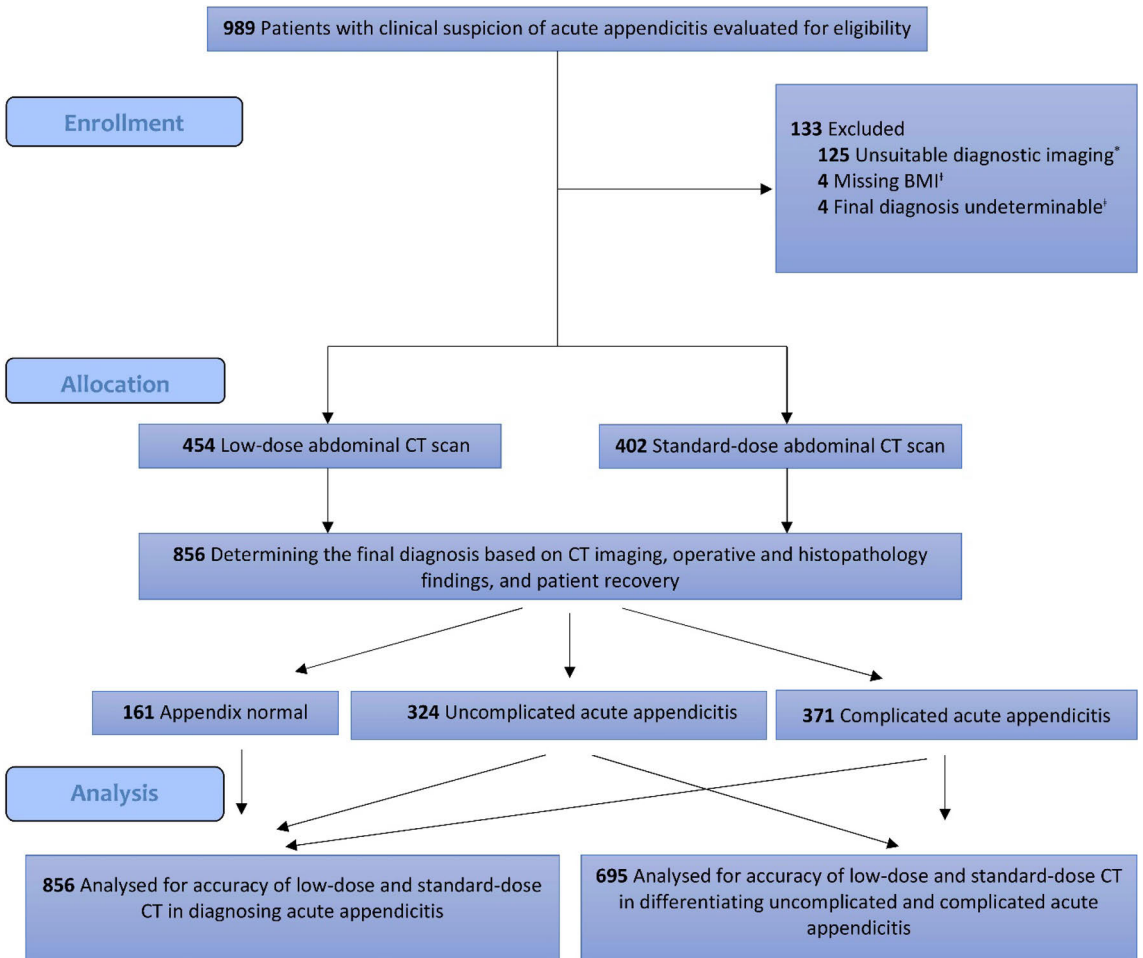 989 Patients with clinical suspicion of acute appendicitis evaluated for eligibility
Enrollment
133 Excluded
125 Unsuitable diagnostic imaging*
4 Missing BMI†
4 Final diagnosis undeterminable‡
Allocation
454 Low-dose abdominal CT scan
402 Standard-dose abdominal CT scan
856 Determining the final diagnosis based on CT imaging, operative and histopathology
findings, and patient recovery
161 Appendix normal
324 Uncomplicated acute appendicitis
371 Complicated acute appendicitis
Analysis
856 Analysed for accuracy of low-dose and standard-dose
CT in diagnosing acute appendicitis
695 Analysed for accuracy of low-dose and standard-dose CT
in differentiating uncomplicated and complicated acute
appendicitis